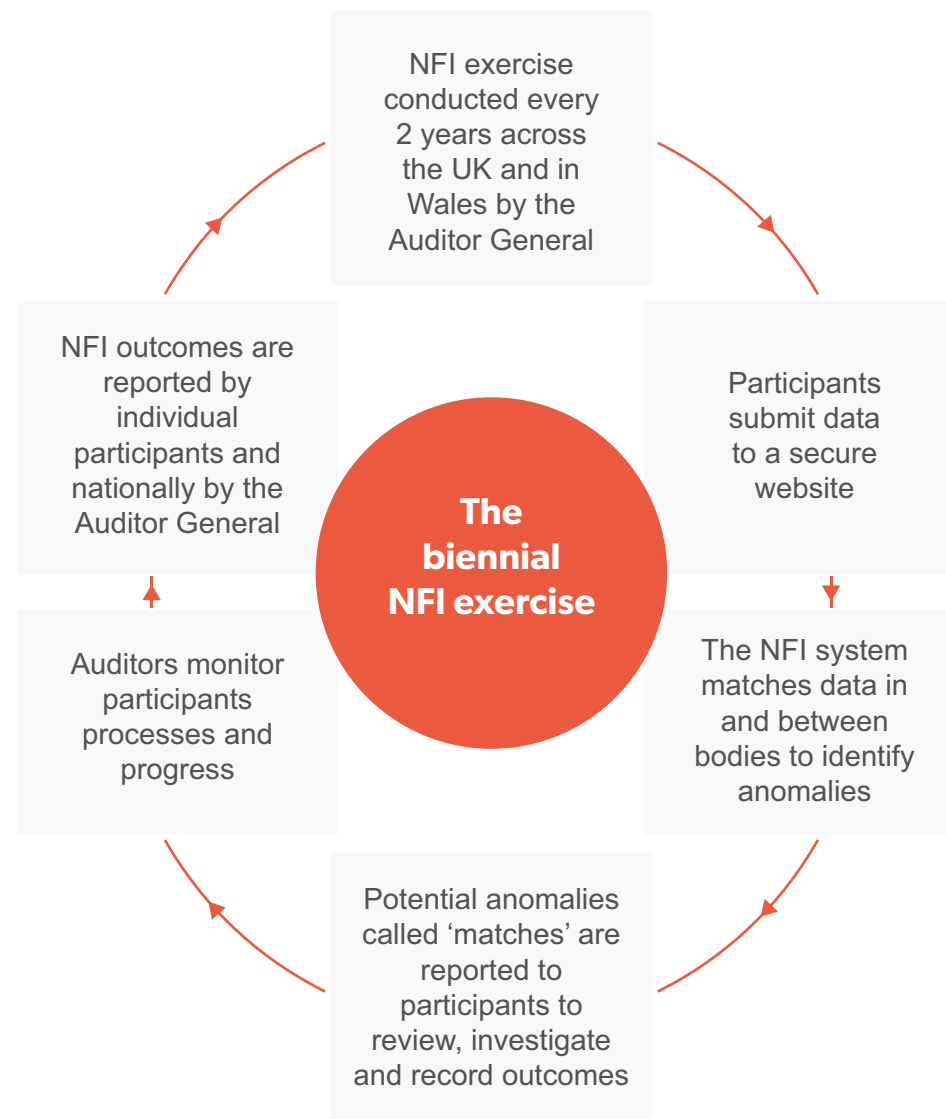 NFI exercise
conducted every
2 years across
the UK and in
Wales by the
Auditor General
Participants
submit data
to a secure
website
The NFI system
matches data in
and between
bodies to identify
anomalies
Potential anomalies
called ‘matches’ are
reported to
participants to
review, investigate
and record outcomes
Auditors monitor
participants
processes and
progress
NFI outcomes are
reported by
individual
participants and
nationally by the
Auditor General
The
biennial
NFI exercise